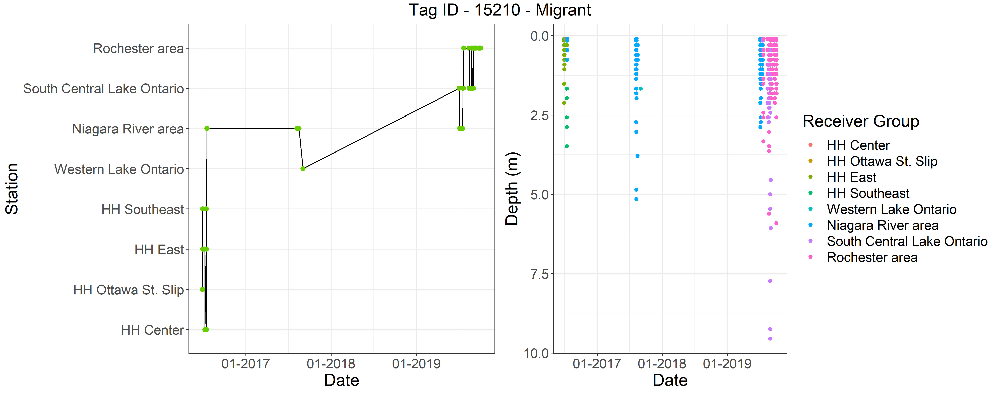 Tag ID - 15210 - Migrant
Station
Rochester area
South Central Lake Ontario
Niagara River area
Western Lake Ontario
HH Southeast
HH East
HH Ottawa St. Slip
HH Center
01-2017
01-2018
01-2019
Date
Depth (m)
0.0
2.5
5.0
7.5
10.0
01-2017
01-2018
01-2019
Date
Receiver Group
HH Center
HH Ottawa St. Slip
HH East
HH Southeast
Western Lake Ontario
Niagara River area
South Central Lake Ontario
Rochester area